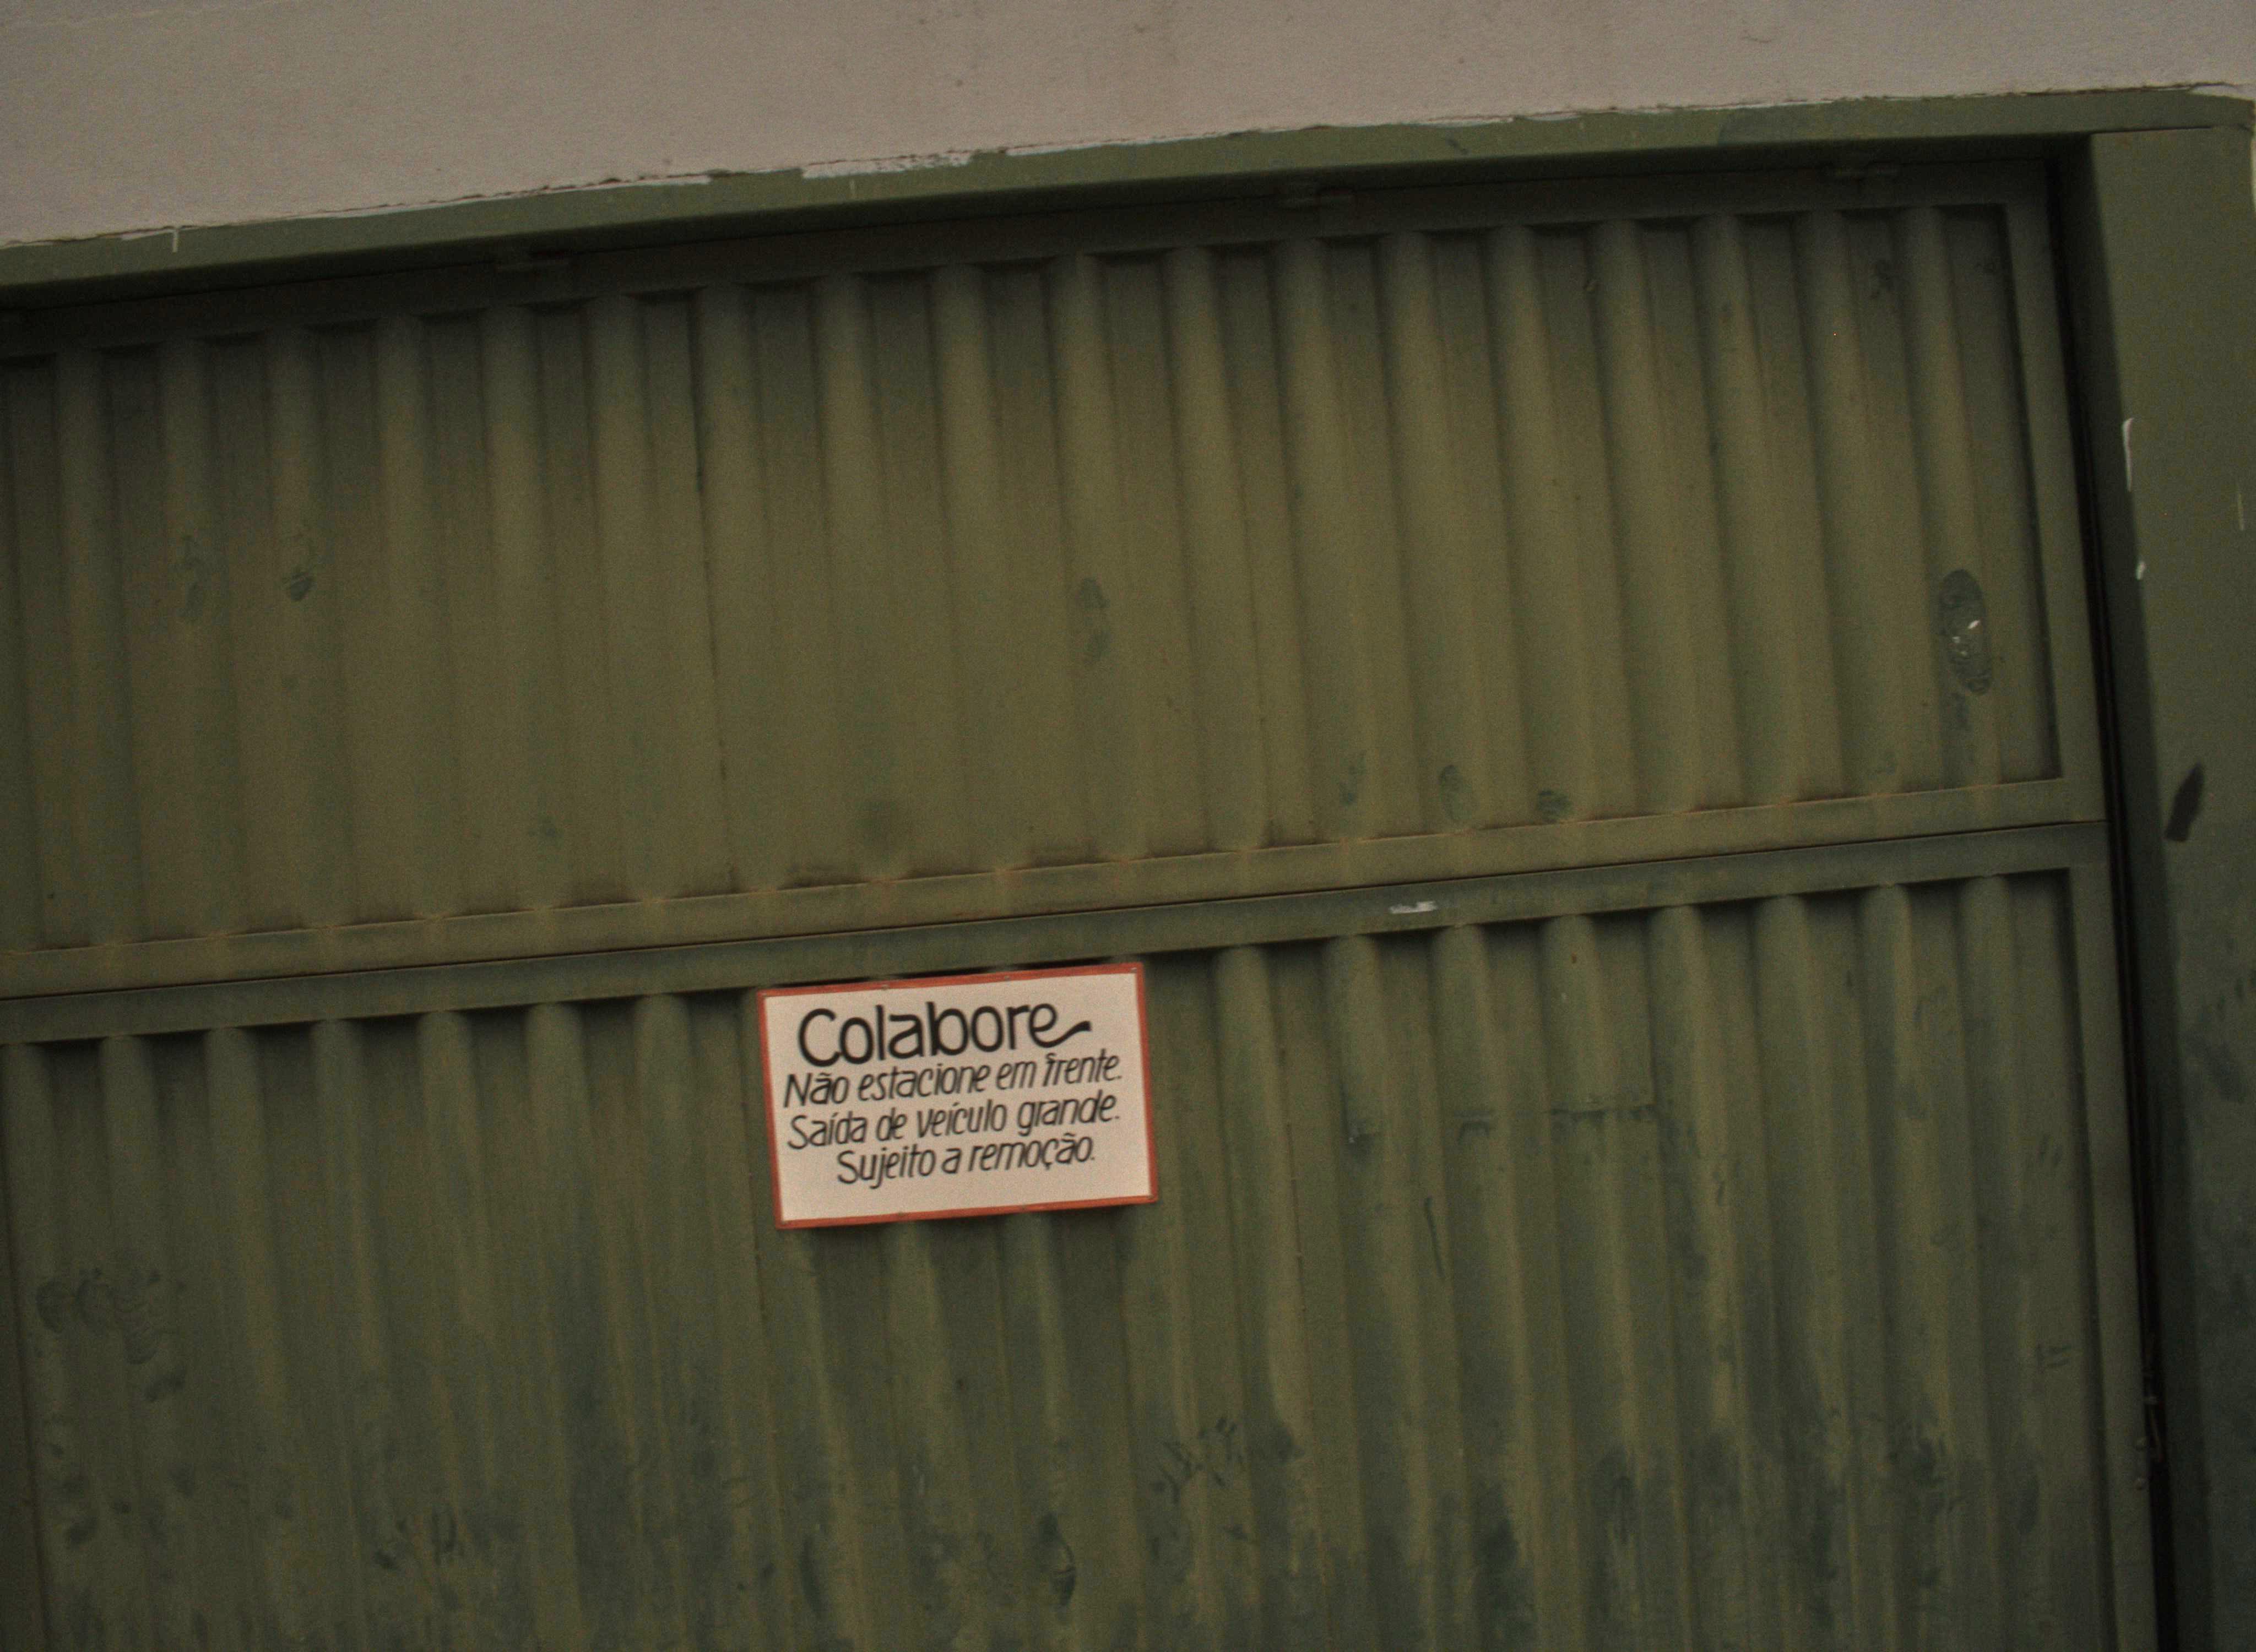 Colabore
Não estacione em frente.
Saída de veículo grande.
Sujeito a remoção.